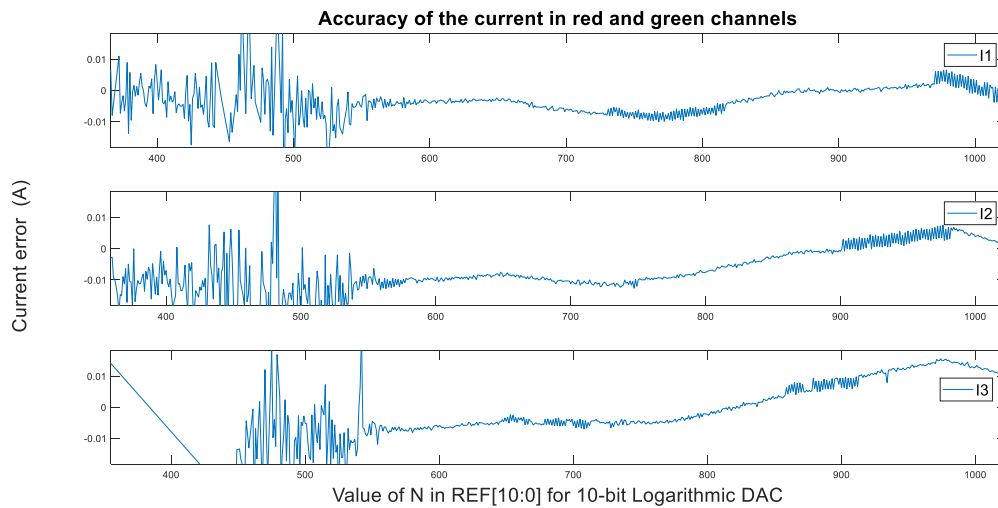 Accuracy of the current in red and green channels
0.01
0
-0.01
I1
400 500 600 700 800 900 1000
Current error (A)
0.01
0
-0.01
I2
400 500 600 700 800 900 1000
0.01
0
-0.01
I3
400 500 600 700 800 900 1000
Value of N in REF[10:0] for 10-bit Logarithmic DAC